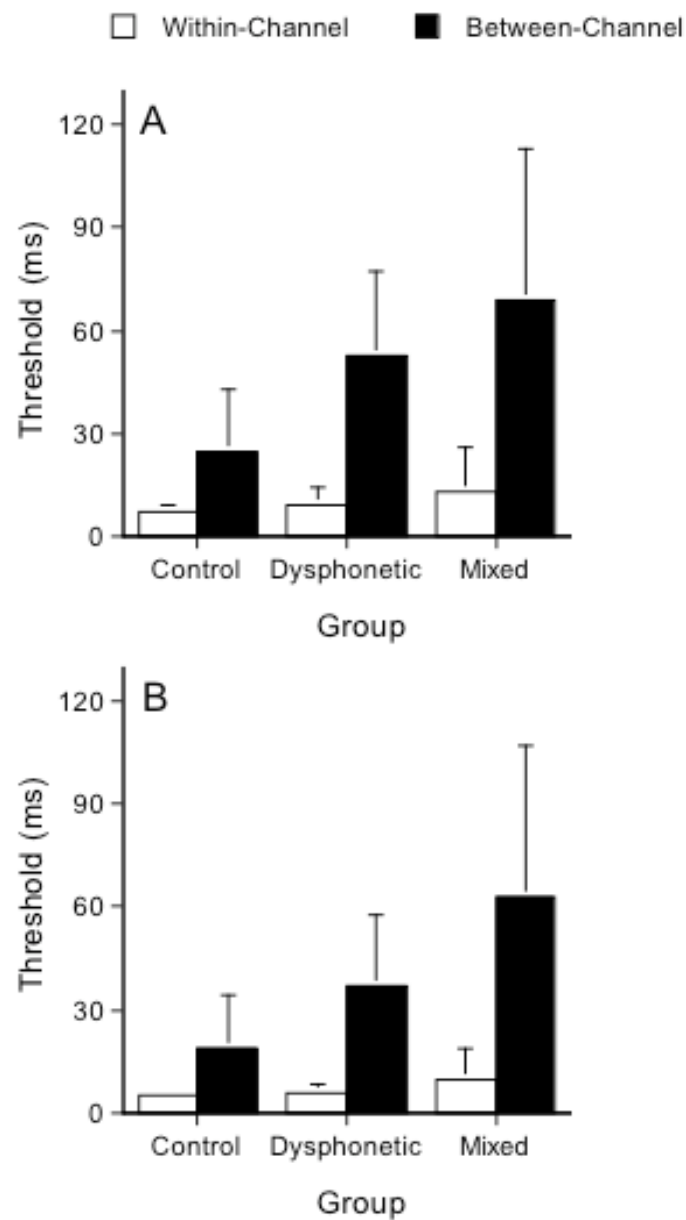 Within-Channel Between-Channel
A
120
90
60
30
0
Threshold (ms)
Control Dysphonetic Mixed
Group
B
120
90
60
30
0
Threshold (ms)
Control Dysphonetic Mixed
Group